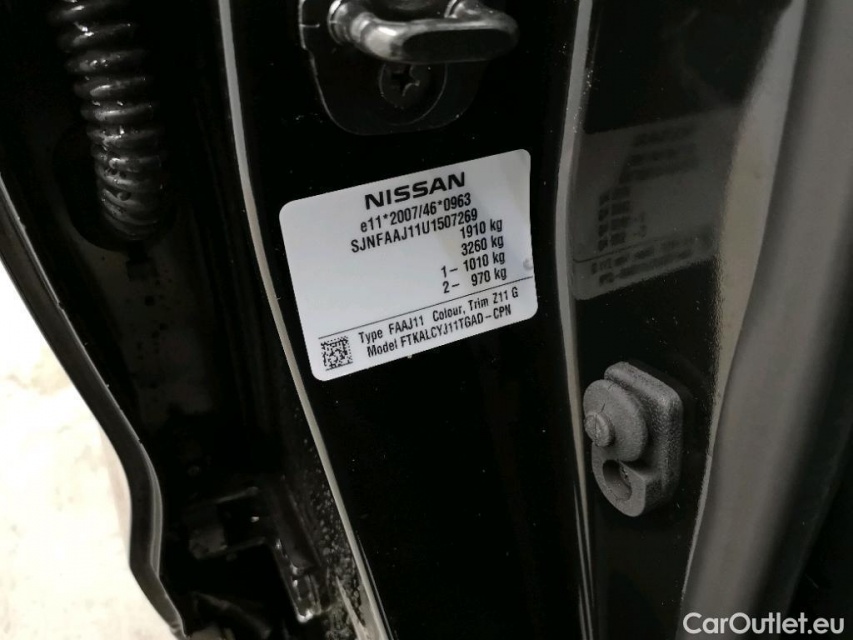 NISSAN
e11*2007/46*0963
SJNFAAJ11U1507269
1910 kg
3260 kg
1- 1010 kg
2- 970 kg
Type FAAJ11 Colour, Trim Z11 G
Model FTKALCYJ11TGAD-CPN
CarOutlet.eu